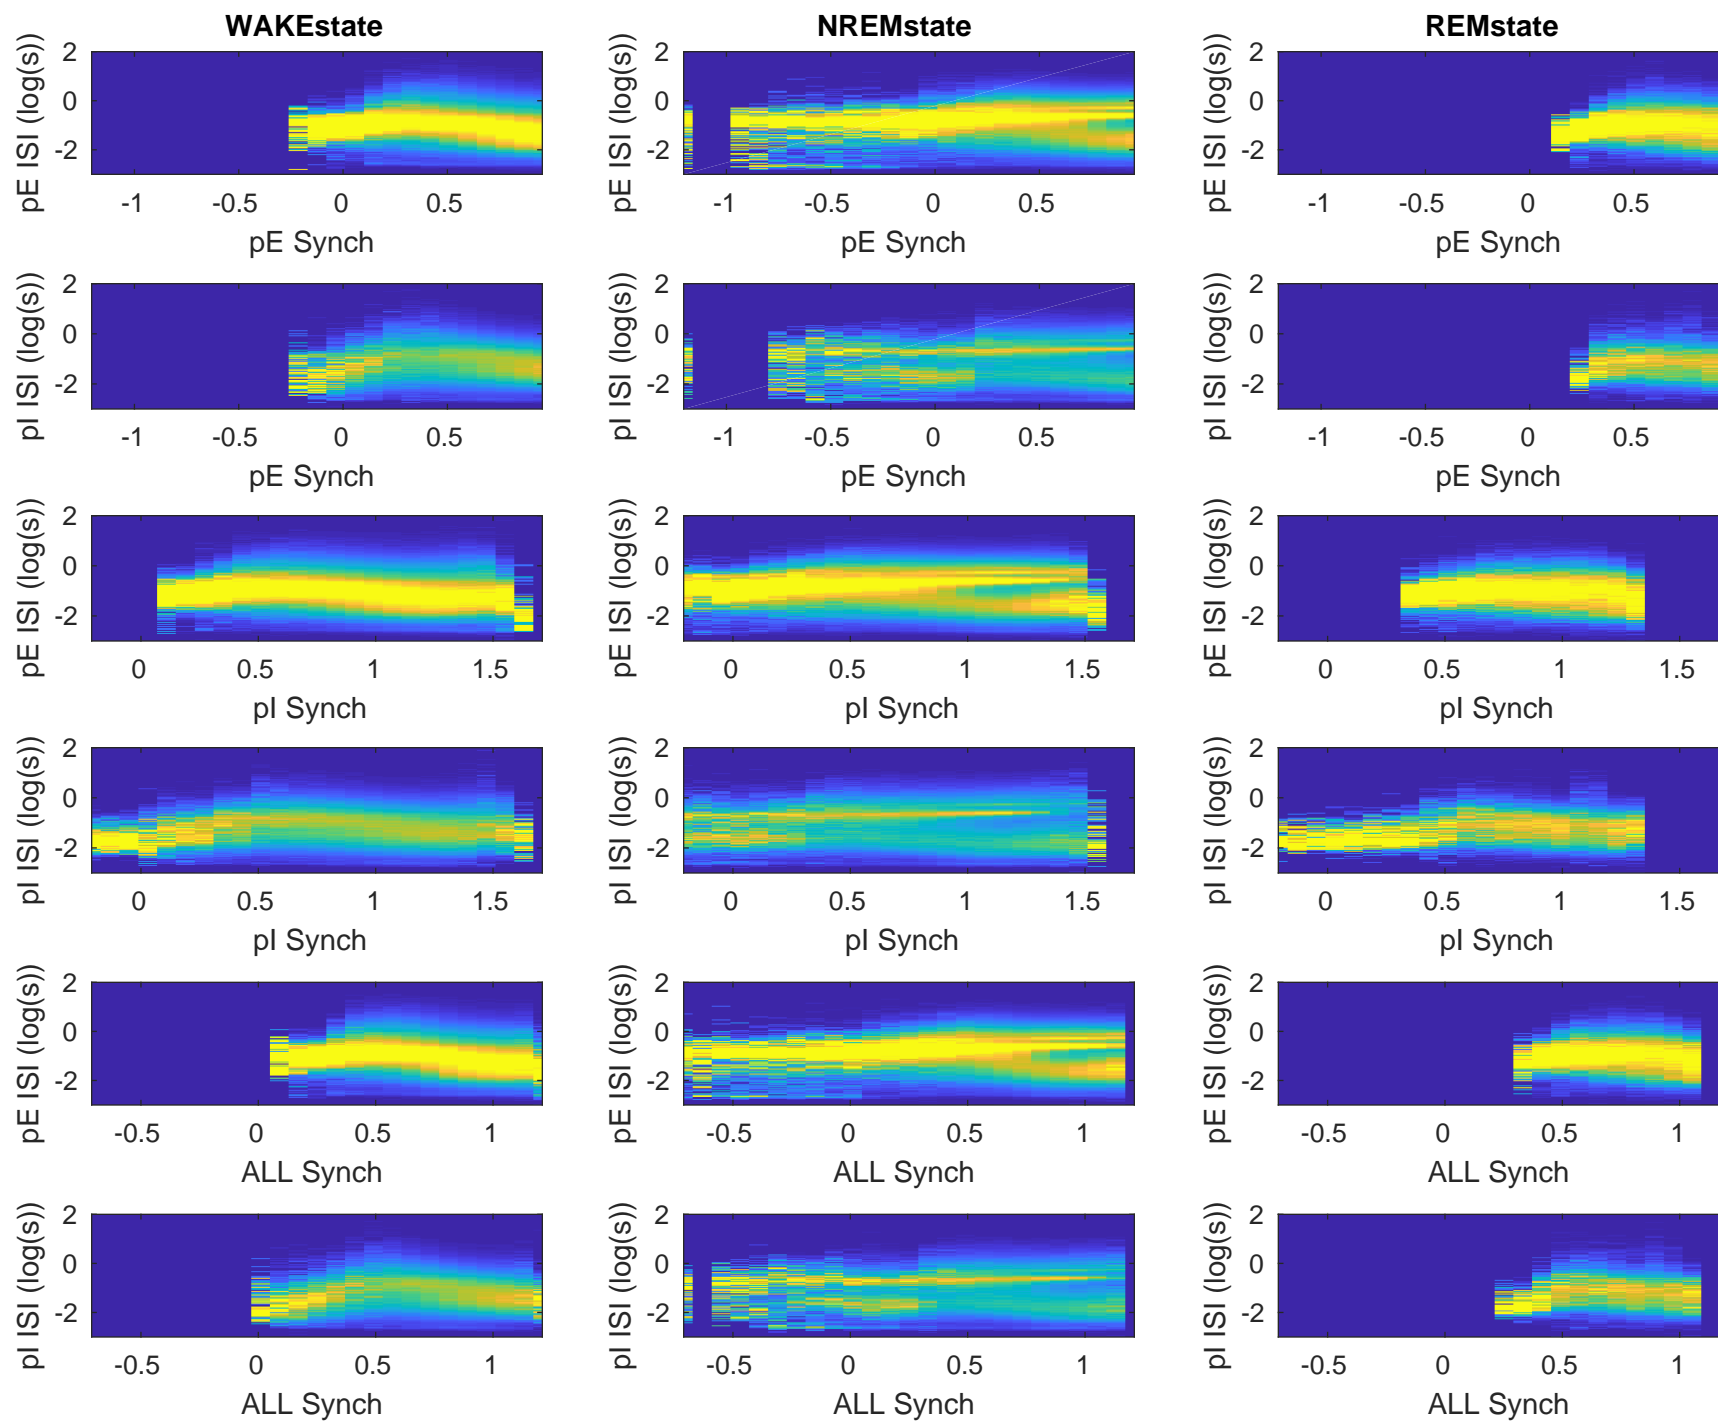 WAKEstate NREMstate REMstate
pE ISI (log(s)) 2 0 -2 pE ISI (log(s)) 2 0 -2 pE ISI (log(s)) 2 0 -2
-1 -0.5 0 0.5 -1 -0.5 0 0.5 -1 -0.5 0 0.5
pE Synch pE Synch pE Synch
pI ISI (log(s)) 2 0 -2 pI ISI (log(s)) 2 0 -2 pI ISI (log(s)) 2 0 -2
-1 -0.5 0 0.5 -1 -0.5 0 0.5 -1 -0.5 0 0.5
pE Synch pE Synch pE Synch
pE ISI (log(s)) 2 0 -2 pE ISI (log(s)) 2 0 -2 pE ISI (log(s)) 2 0 -2
0 0.5 1 1.5 0 0.5 1 1.5 0 0.5 1 1.5
pI Synch pI Synch pI Synch
pI ISI (log(s)) 2 0 -2 pI ISI (log(s)) 2 0 -2 pI ISI (log(s)) 2 0 -2
0 0.5 1 1.5 0 0.5 1 1.5 0 0.5 1 1.5
pI Synch pI Synch pI Synch
pE ISI (log(s)) 2 0 -2 pE ISI (log(s)) 2 0 -2 pE ISI (log(s)) 2 0 -2
-0.5 0 0.5 1 -0.5 0 0.5 1 -0.5 0 0.5 1
ALL Synch ALL Synch ALL Synch
pI ISI (log(s)) 2 0 -2 pI ISI (log(s)) 2 0 -2 pI ISI (log(s)) 2 0 -2
-0.5 0 0.5 1 -0.5 0 0.5 1 -0.5 0 0.5 1
ALL Synch ALL Synch ALL Synch